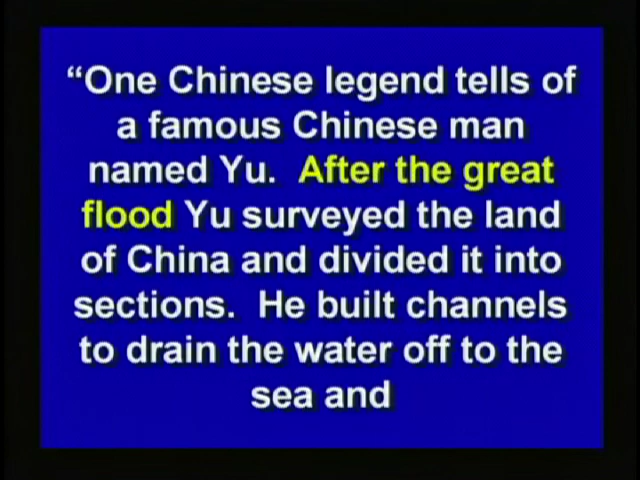 “One Chinese legend tells of
a famous Chinese man
named Yu.  After the great
flood Yu surveyed the land
of China and divided it into
sections.  He built channels
to drain the water off to the
sea and